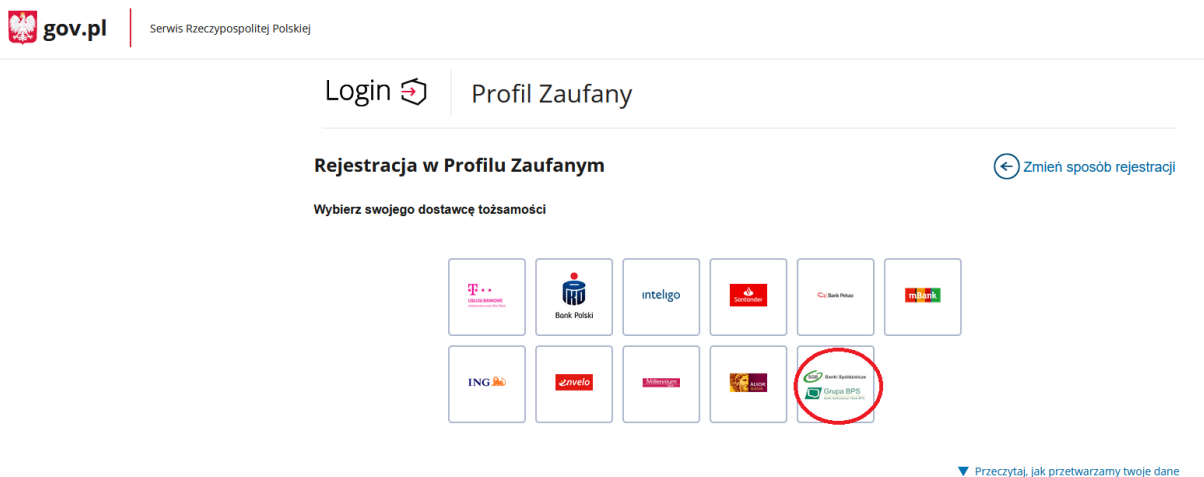 gov.pl
Serwis Rzeczypospolitej Polskiej
Login
Profil Zaufany
Rejestracja w Profilu Zaufanym
Zmień sposób rejestracji
Wybierz swojego dostawcę tożsamości
T
USŁUGI BANKOWE
Bank Polski
inteligo
Santander
Bank Pekao
mBank
ING
envelo
Millennium
ALIOR
BANK
SGB Banki Spółdzielcze
Grupa BPS
Przeczytaj, jak przetwarzamy twoje dane